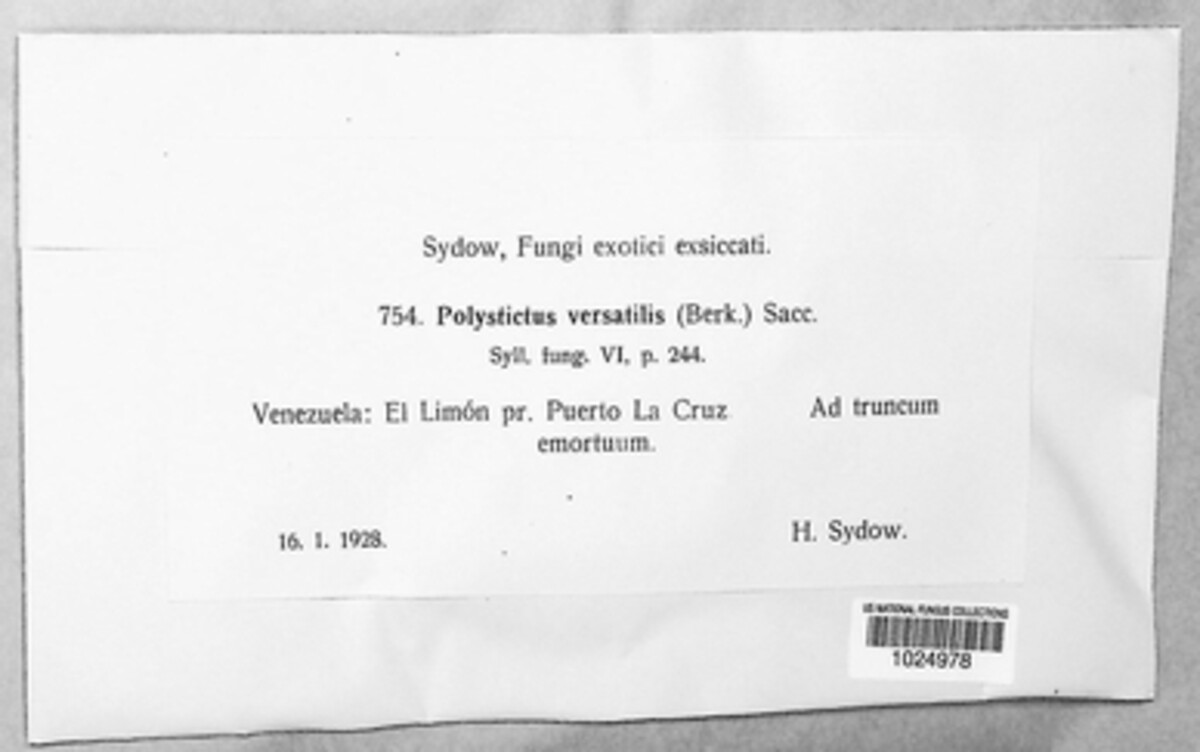 Sydow, Fungi exotici exsiccati.
754. Polystictus versatilis (Berk.) Sacc.
Syll. fung. VI, p. 244.
Venezuela: El Limón pr. Puerto La Cruz Ad truncum
emortuum.
16. 1. 1928. H. Sydow.
US NATIONAL FUNGUS COLLECTIONS
1024978